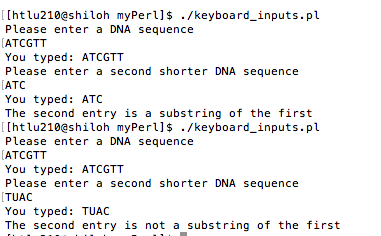 [[htlu210@shiloh myPerl]$ ./keyboard_inputs.pl
Please enter a DNA sequence
[ATCGTT
You typed: ATCGTT
Please enter a second shorter DNA sequence
[ATC
You typed: ATC
The second entry is a substring of the first
[[htlu210@shiloh myPerl]$ ./keyboard_inputs.pl
Please enter a DNA sequence
[ATCGTT
You typed: ATCGTT
Please enter a second shorter DNA sequence
[TUAC
You typed: TUAC
The second entry is not a substring of the first